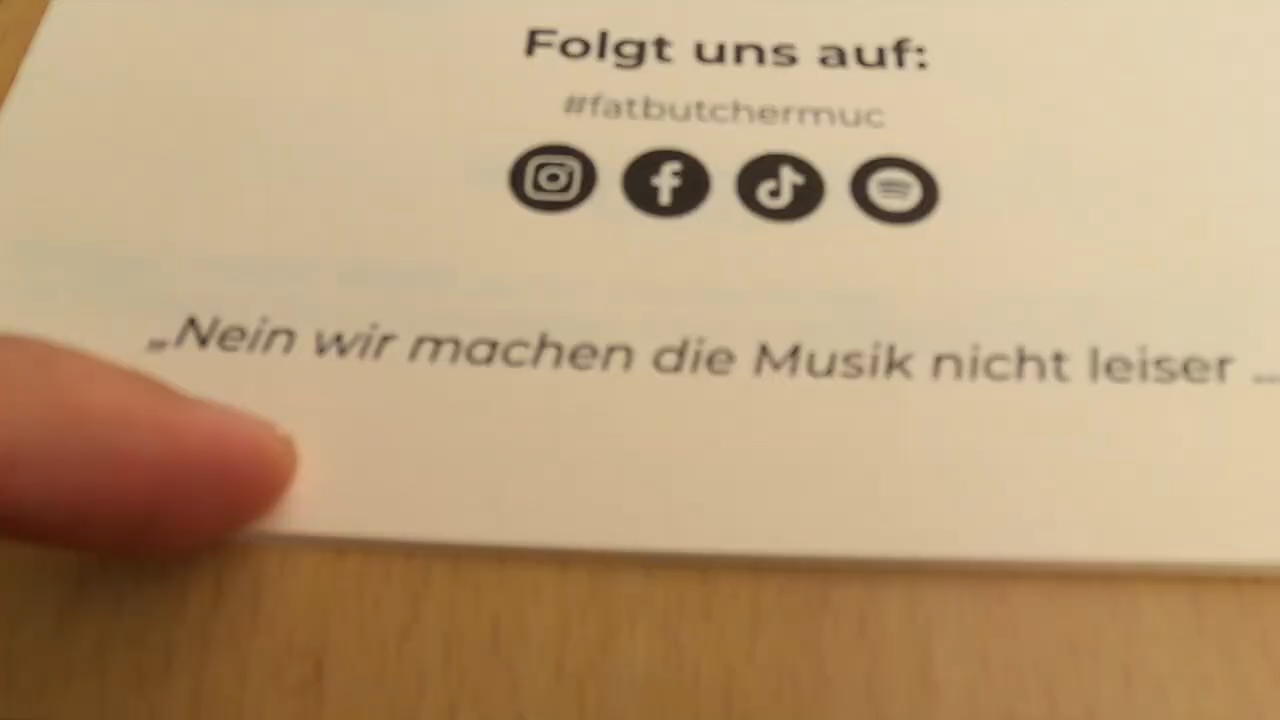 Folgt uns auf:
#fatbutchermuc
„Nein wir machen die Musik nicht leiser ...